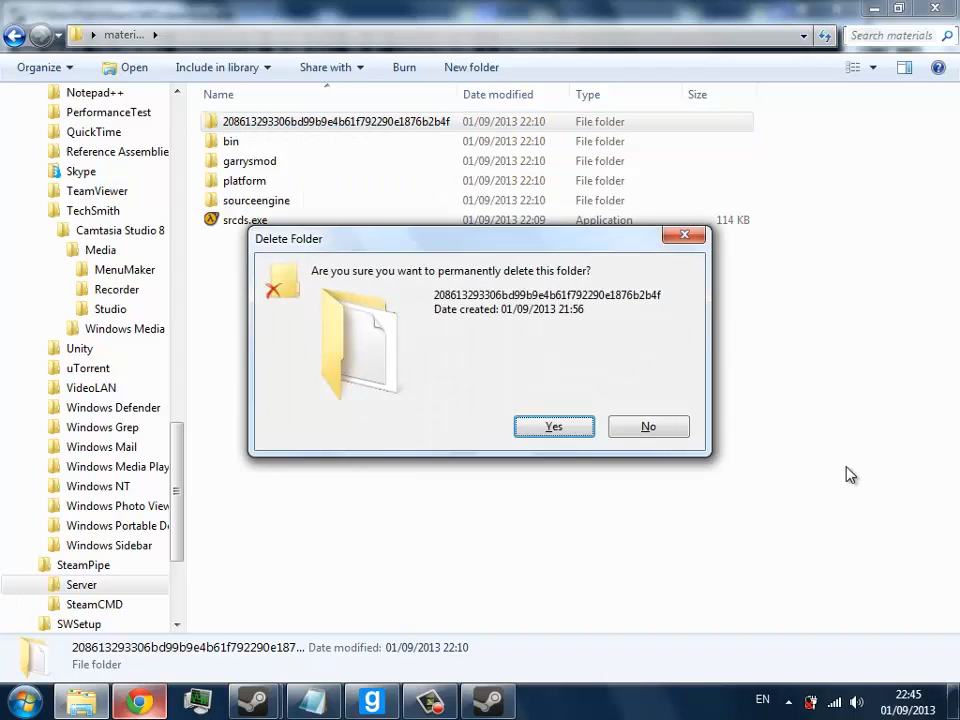 materi...
Search materials
Organize
Open
Include in library
Share with
Burn
New folder
Notepad++
PerformanceTest
QuickTime
Reference Assemblie
Skype
TeamViewer
TechSmith
Camtasia Studio 8
Media
MenuMaker
Recorder
Studio
Windows Media
Unity
uTorrent
VideoLAN
Windows Defender
Windows Grep
Windows Mail
Windows Media Play
Windows NT
Windows Photo View
Windows Portable D
Windows Sidebar
SteamPipe
Server
SteamCMD
SWSetup
Name Date modified Type Size
208613293306bd99b9e4b61f792290e1876b2b4f 01/09/2013 22:10 File folder
bin 01/09/2013 22:10 File folder
garrysmod 01/09/2013 22:10 File folder
platform 01/09/2013 22:10 File folder
sourceengine 01/09/2013 22:10 File folder
srcds.exe 01/09/2013 22:09 Application 114 KB
Delete Folder
Are you sure you want to permanently delete this folder?
208613293306bd99b9e4b61f792290e1876b2b4f
Date created: 01/09/2013 21:56
Yes
No
208613293306bd99b9e4b61f792290e187... Date modified: 01/09/2013 22:10
File folder
EN
22:45
01/09/2013